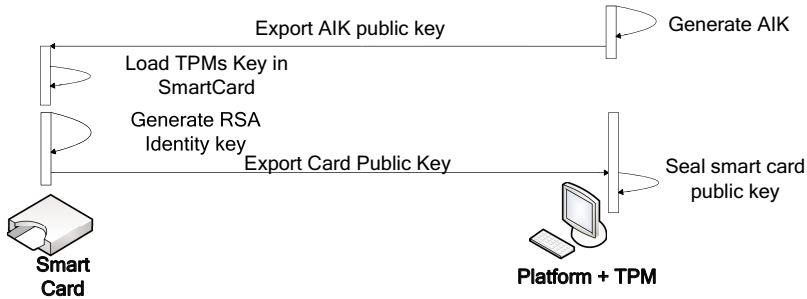 Export AIK public key
Generate AIK
Load TPMs Key in
SmartCard
Generate RSA
Identity key
Export Card Public Key
Seal smart card
public key
Smart
Card
Platform + TPM